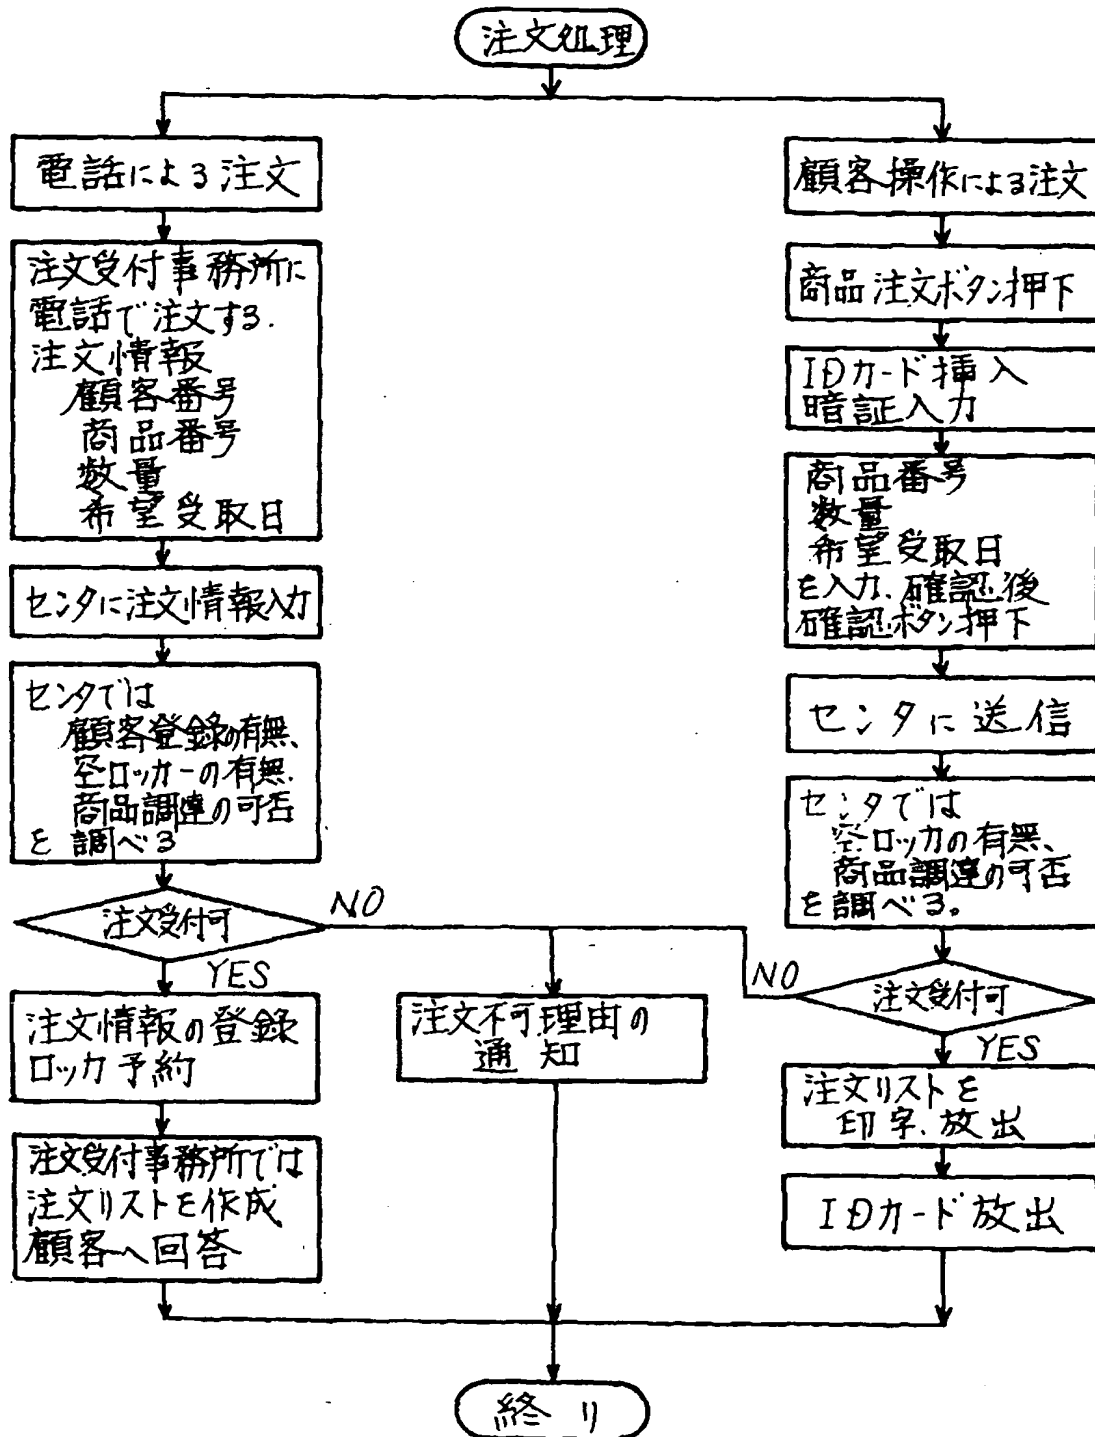 注文処理
電話による注文
注文受付事務所に
電話で注文する.
注文情報
顧客番号
商品番号
数量
希望受取日
センタに注文情報入力
センタでは
顧客登録の有無、
空ロッカーの有無、
商品調達の可否
を調べる
注文受付可
NO
YES
注文情報の登録
ロッカ予約
注文受付事務所では
注文リストを作成
顧客へ回答
注文不可理由の
通知
顧客操作による注文
商品注文ボタン押下
IDカード挿入
暗証入力
商品番号
数量
希望受取日
を入力、確認後
確認ボタン押下
センタに送信
センタでは
空ロッカの有無、
商品調達の可否
を調べる。
注文受付可
NO
YES
注文リストを
印字、放出
IDカード放出
終り